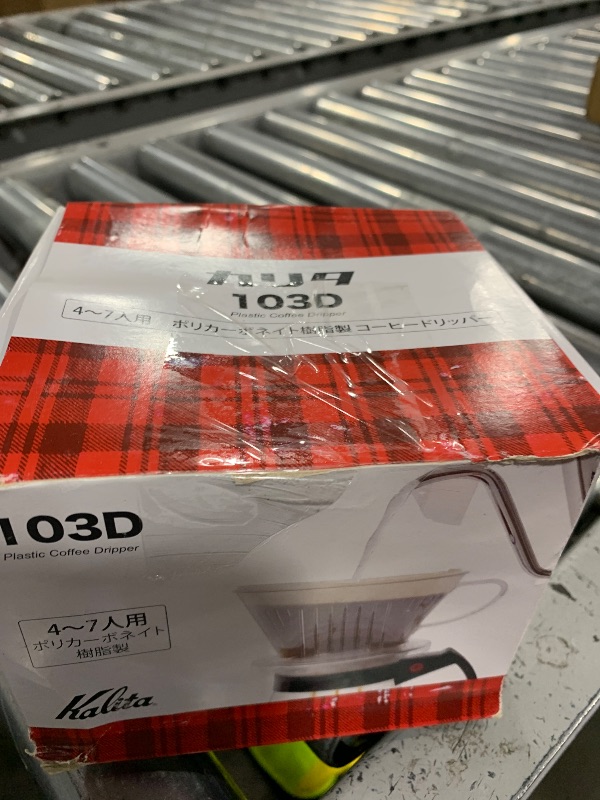 カリタ
103D
Plastic Coffee Dripper
4～7人用 ポリカーボネイト樹脂製 コーヒードリッパー
103D
Plastic Coffee Dripper
4～7人用
ポリカーボネイト
樹脂製
Kalita